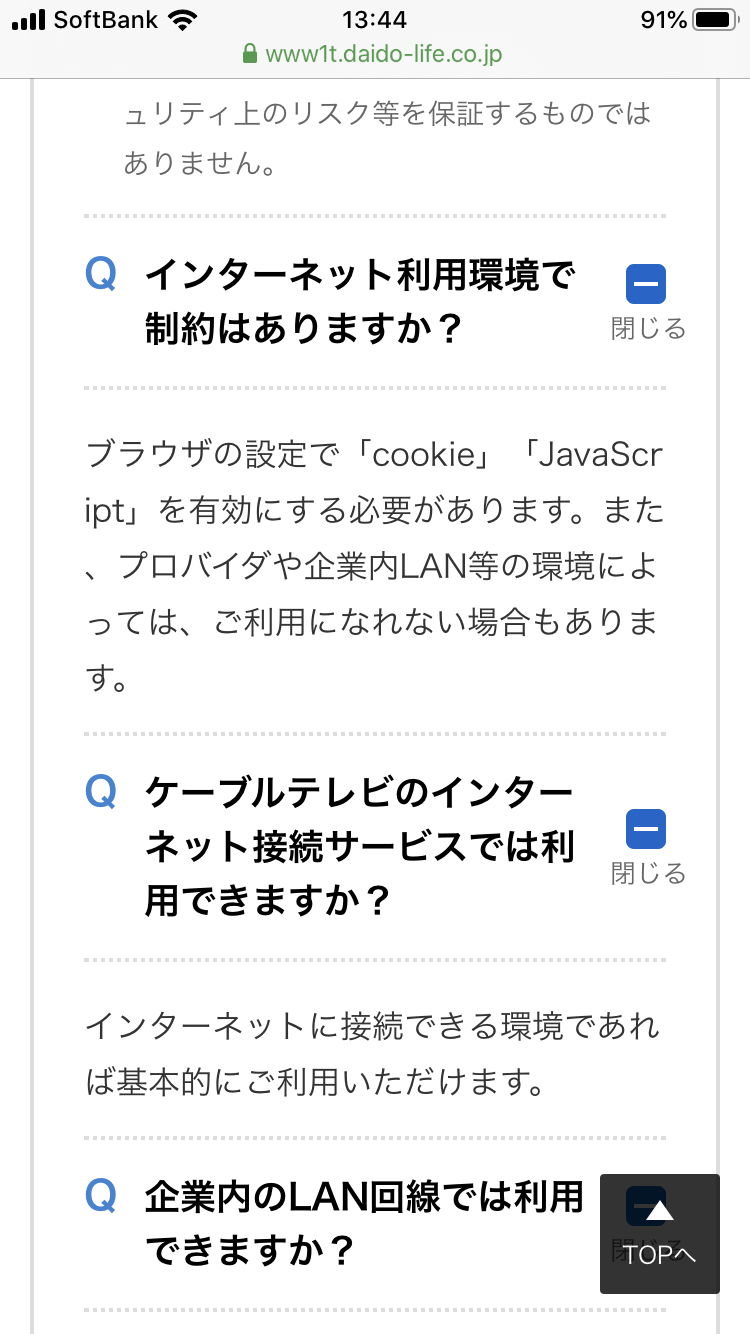 SoftBank 13:44 91%
www1t.daido-life.co.jp
ュリティ上のリスク等を保証するものでは
ありません。
Q インターネット利用環境で
制約はありますか？
閉じる
ブラウザの設定で「cookie」「JavaScr
ipt」を有効にする必要があります。また
、プロバイダや企業内LAN等の環境によ
っては、ご利用になれない場合もありま
す。
Q ケーブルテレビのインター
ネット接続サービスでは利
用できますか？
閉じる
インターネットに接続できる環境であれ
ば基本的にご利用いただけます。
Q 企業内のLAN回線では利用
できますか？
閉じる
TOPへ